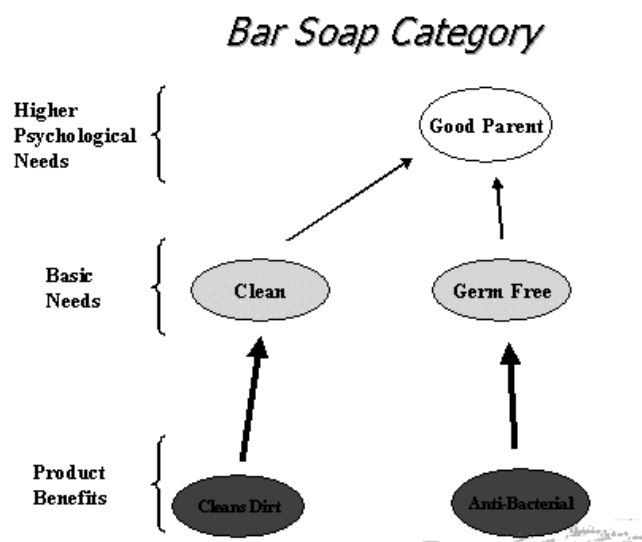 Bar Soap Category
Higher
Psychological
Needs
Good Parent
Basic
Needs
Clean
Germ Free
Product
Benefits
Cleans Dirt
Anti-Bacterial